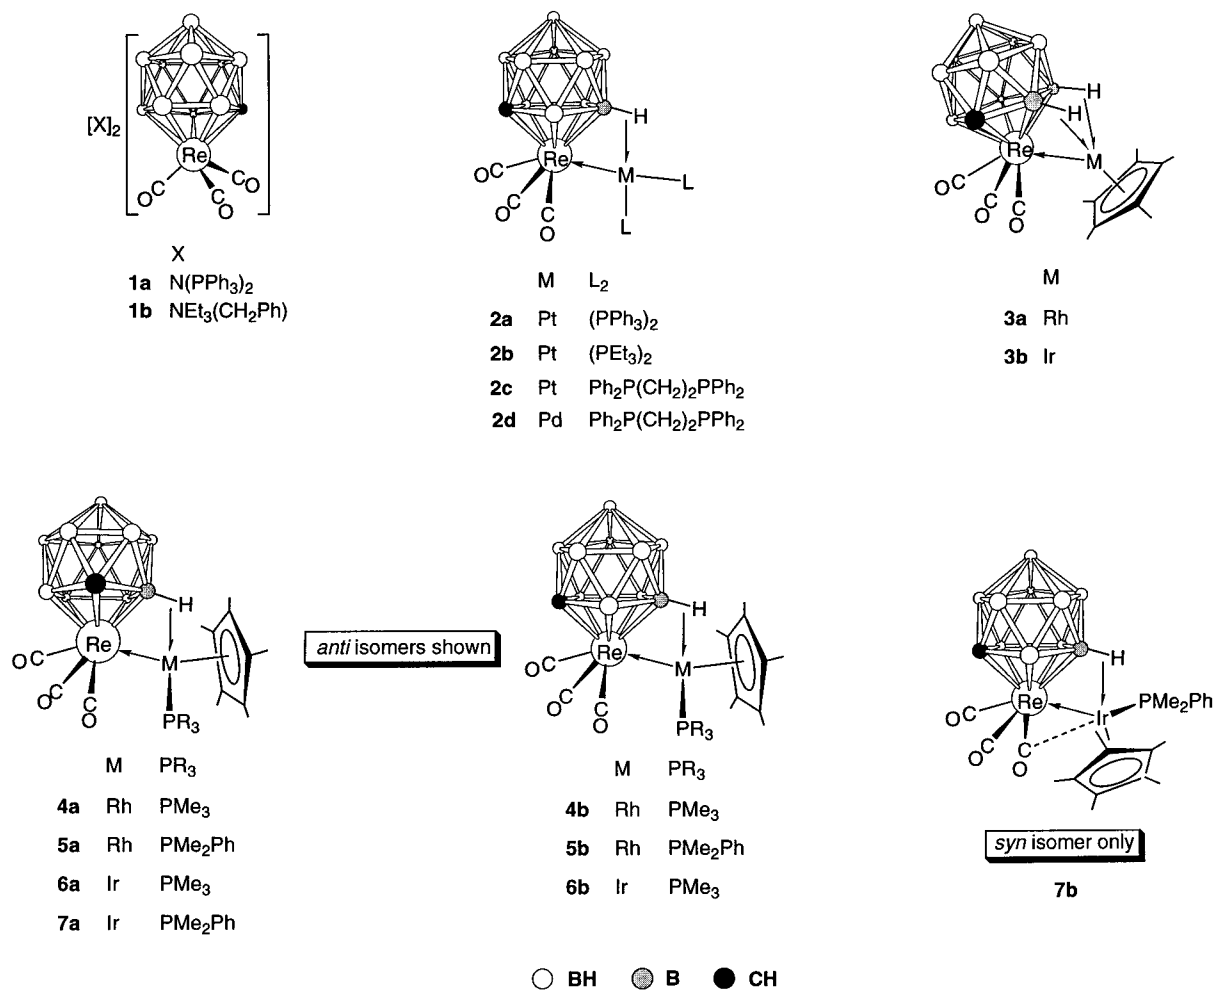 [X]₂
Re
OC
CO
CO
X
1a N(PPh₃)₂
1b NEt₃(CH₂Ph)
H
Re
M
L
L
OC
OC
C
O
M L₂
2a Pt (PPh₃)₂
2b Pt (PEt₃)₂
2c Pt Ph₂P(CH₂)₂PPh₂
2d Pd Ph₂P(CH₂)₂PPh₂
H
H
Re
M
OC
OC
C
O
M
3a Rh
3b Ir
H
Re
M
OC
OC
C
O
PR₃
M PR₃
4a Rh PMe₃
5a Rh PMe₂Ph
6a Ir PMe₃
7a Ir PMe₂Ph
anti isomers shown
H
Re
M
OC
OC
C
O
PR₃
M PR₃
4b Rh PMe₃
5b Rh PMe₂Ph
6b Ir PMe₃
H
Re
Ir
PMe₂Ph
OC
OC
C
O
syn isomer only
7b
BH B CH